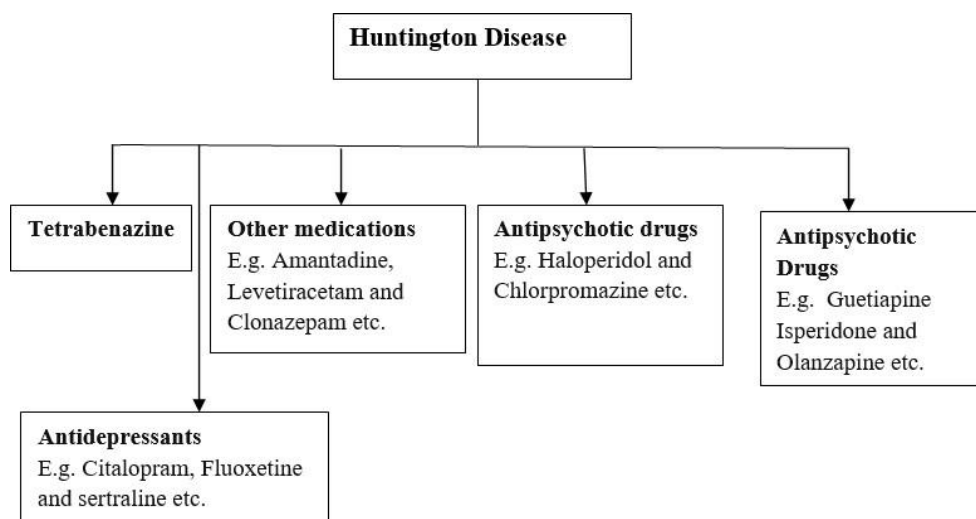 Huntington Disease
Tetrabenazine
Other medications
E.g. Amantadine,
Levetiracetam and
Clonazepam etc.
Antipsychotic drugs
E.g. Haloperidol and
Chlorpromazine etc.
Antipsychotic
Drugs
E.g. Guetiapine
Isperidone and
Olanzapine etc.
Antidepressants
E.g. Citalopram, Fluoxetine
and sertraline etc.